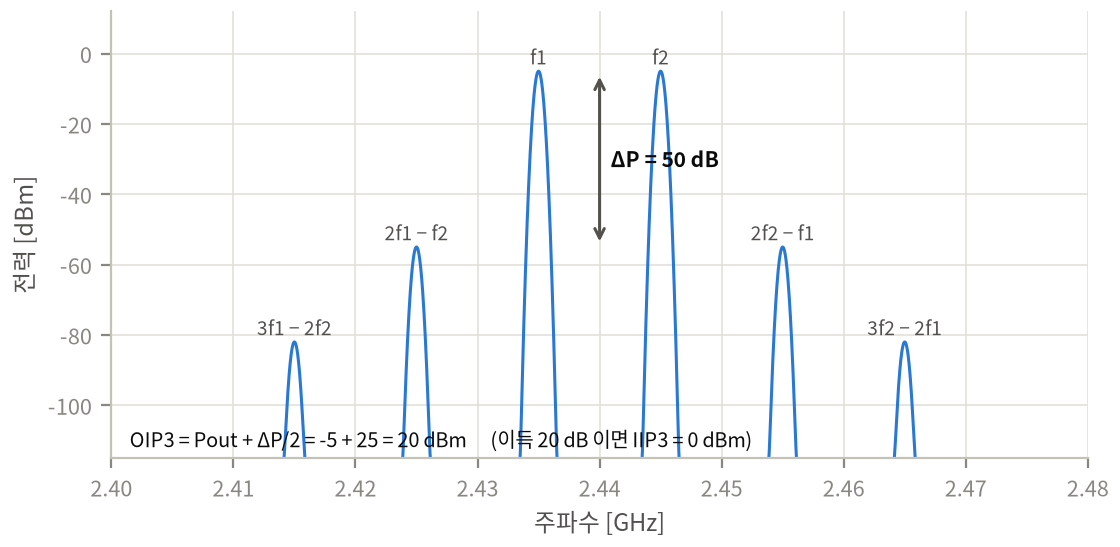 f1
f2
ΔP = 50 dB
2f1 − f2
2f2 − f1
3f1 − 2f2
3f2 − 2f1
OIP3 = Pout + ΔP/2 = -5 + 25 = 20 dBm (이득 20 dB 이면 IIP3 = 0 dBm)
전력 [dBm]
0
-20
-40
-60
-80
-100
2.40 2.41 2.42 2.43 2.44 2.45 2.46 2.47 2.48
주파수 [GHz]